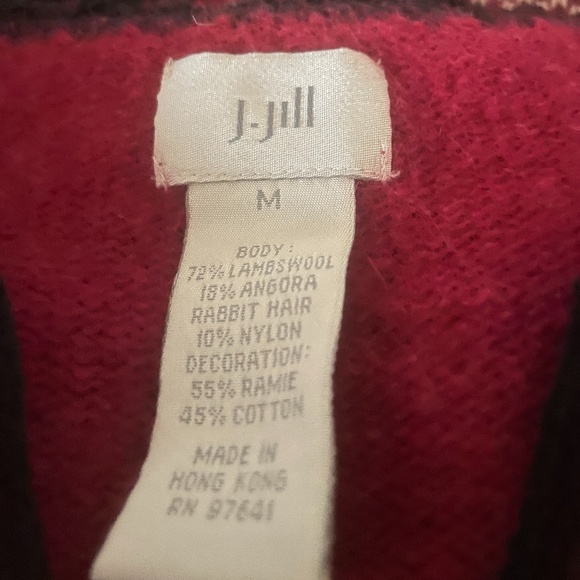 J.Jill
M
BODY:
72% LAMBSWOOL
18% ANGORA
RABBIT HAIR
10% NYLON
DECORATION:
55% RAMIE
45% COTTON
MADE IN
HONG KONG
RN 97641